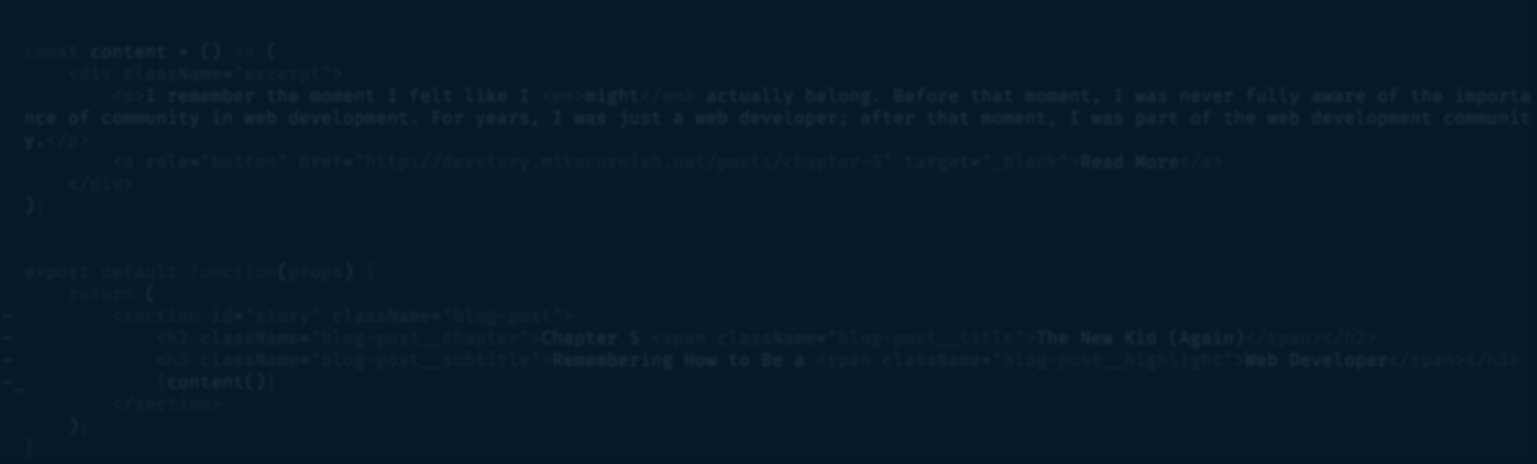 const content = () => (
<div className="excerpt">
<p>I remember the moment I felt like I <em>might</em> actually belong. Before that moment, I was never fully aware of the importa
nce of community in web development. For years, I was just a web developer; after that moment, I was part of the web development communit
y.</p>
<a role="button" href="http://devstory.mikecornish.net/posts/chapter-5" target="_blank">Read More</a>
</div>
);
export default function(props) {
return (
~ <section id="story" className="blog-post">
~ <h2 className="blog-post__chapter">Chapter 5 <span className="blog-post__title">The New Kid (Again)</span></h2>
~ <h3 className="blog-post__subtitle">Remembering How to Be a <span className="blog-post__highlight">Web Developer</span></h3>
~_ {content()}
</section>
);
}